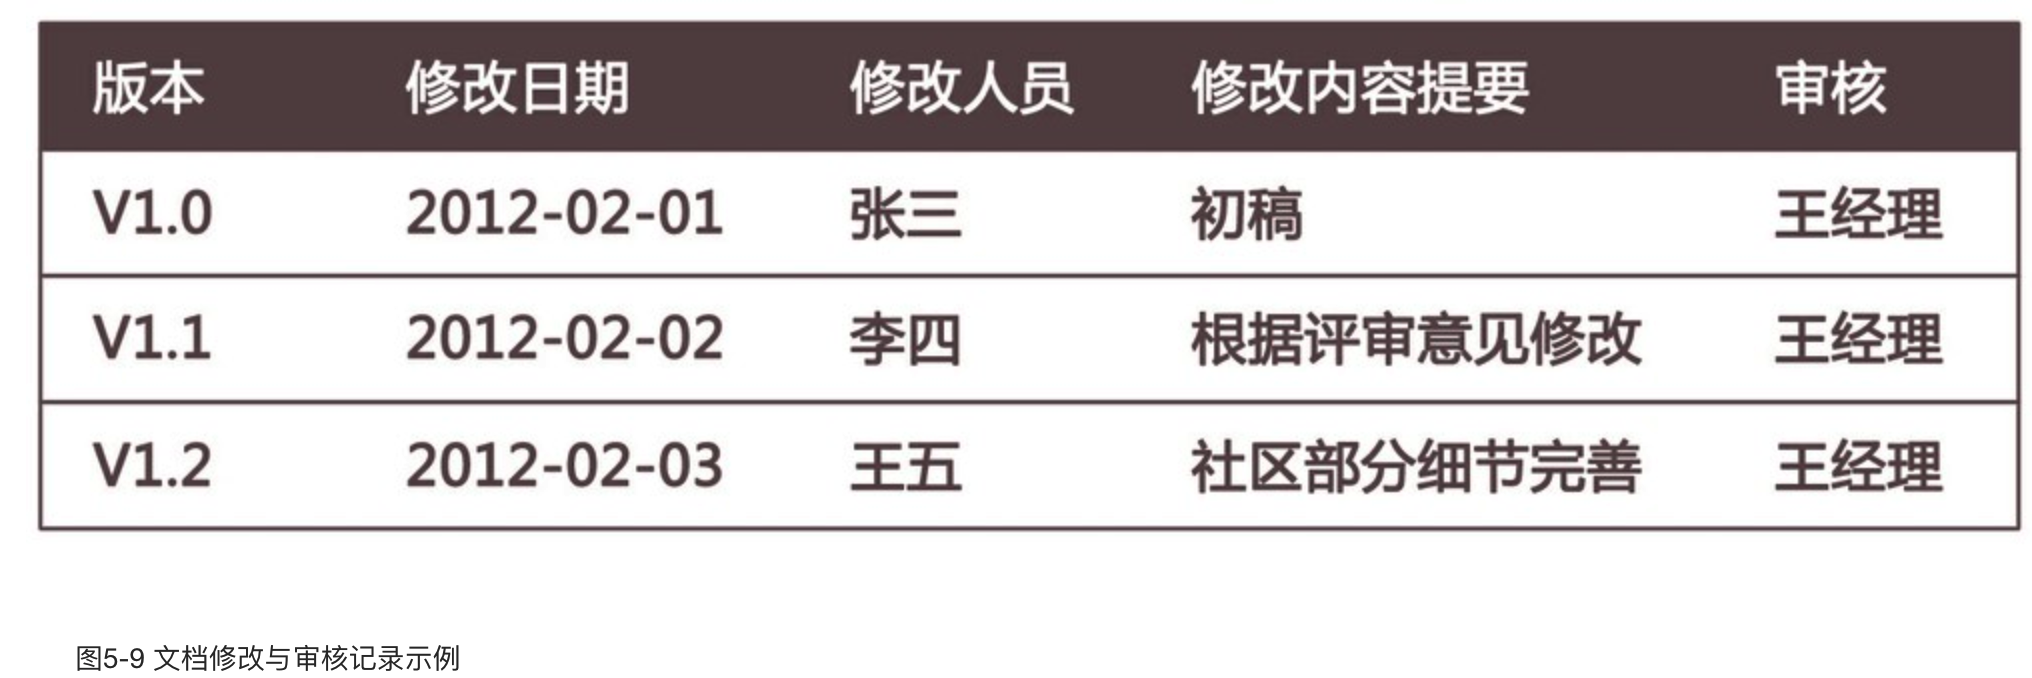 版本 修改日期 修改人员 修改内容提要 审核
V1.0 2012-02-01 张三 初稿 王经理
V1.1 2012-02-02 李四 根据评审意见修改 王经理
V1.2 2012-02-03 王五 社区部分细节完善 王经理
图5-9 文档修改与审核记录示例